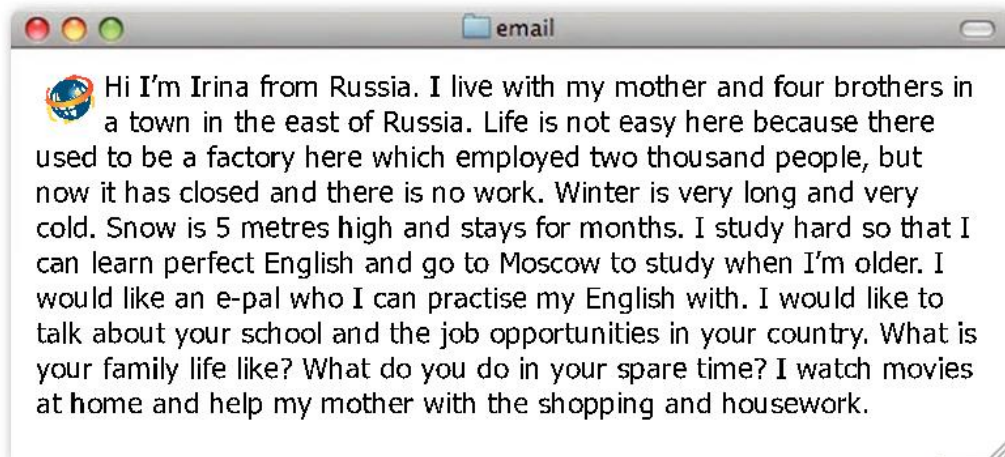 email
Hi I'm Irina from Russia. I live with my mother and four brothers in
a town in the east of Russia. Life is not easy here because there
used to be a factory here which employed two thousand people, but
now it has closed and there is no work. Winter is very long and very
cold. Snow is 5 metres high and stays for months. I study hard so that I
can learn perfect English and go to Moscow to study when I'm older. I
would like an e-pal who I can practise my English with. I would like to
talk about your school and the job opportunities in your country. What is
your family life like? What do you do in your spare time? I watch movies
at home and help my mother with the shopping and housework.